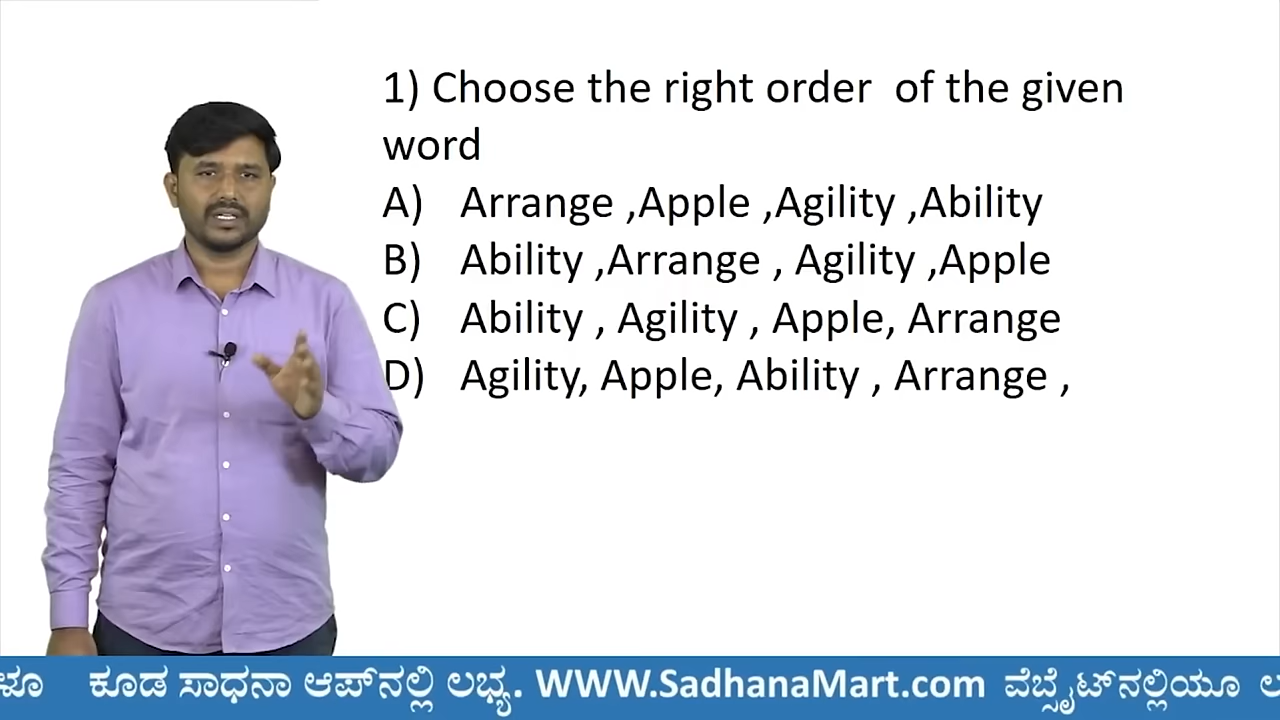 1) Choose the right order of the given
word
A) Arrange ,Apple ,Agility ,Ability
B) Ability ,Arrange , Agility ,Apple
C) Ability , Agility , Apple, Arrange
D) Agility, Apple, Ability , Arrange ,
ಕೂಡ ಸಾಧನಾ ಆಪ್‌ನಲ್ಲಿ ಲಭ್ಯ. WWW.SadhanaMart.com ವೆಬ್ಸೈಟ್‌ನಲ್ಲಿಯೂ